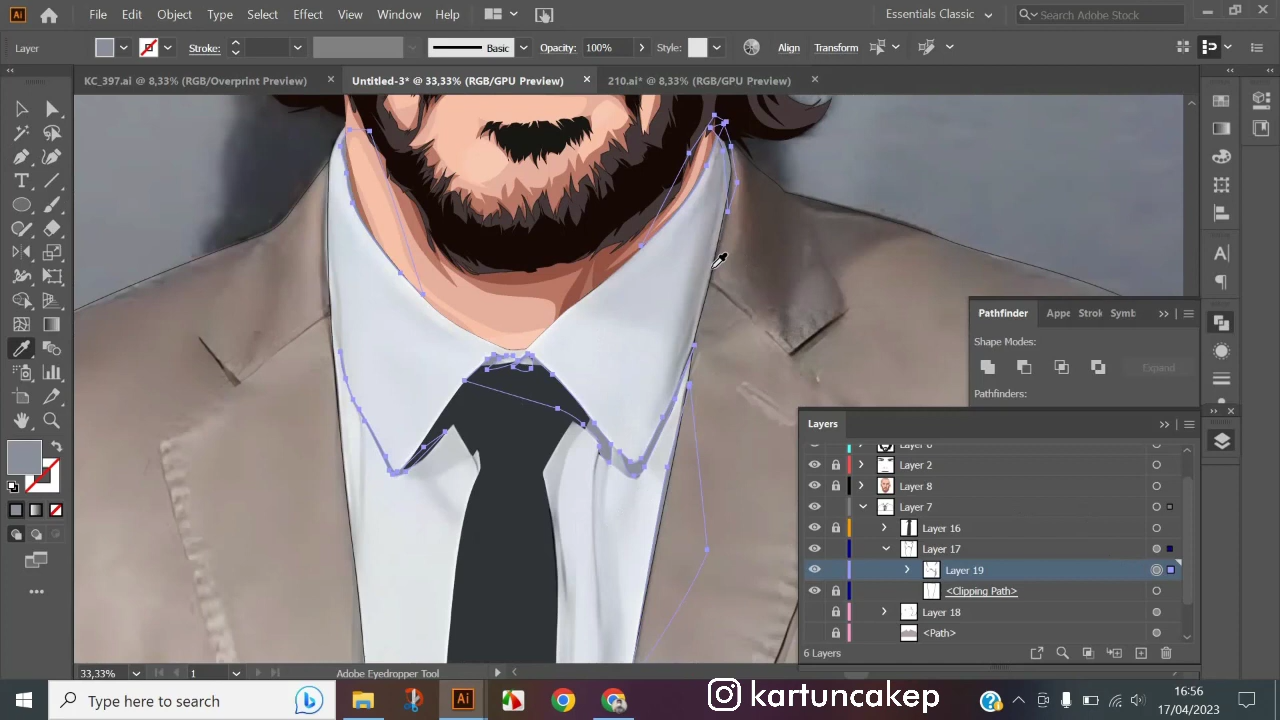 Ai File Edit Object Type Select Effect View Window Help Essentials Classic Search Adobe Stock
Layer Stroke: Basic Opacity: 100% Style: Align Transform
KC_397.ai @ 8,33% (RGB/Overprint Preview) × Untitled-3* @ 33,33% (RGB/GPU Preview) × 210.ai* @ 8,33% (RGB/GPU Preview) ×
Pathfinder Appe Strok Symb
Shape Modes:
Expand
Pathfinders:
Layers
Layer 2
Layer 8
Layer 7
Layer 16
Layer 17
Layer 19
<Clipping Path>
Layer 18
<Path>
6 Layers
33,33% 1 Adobe Eyedropper Tool
Type here to search
Ai
kartuncakep
16:56
17/04/2023